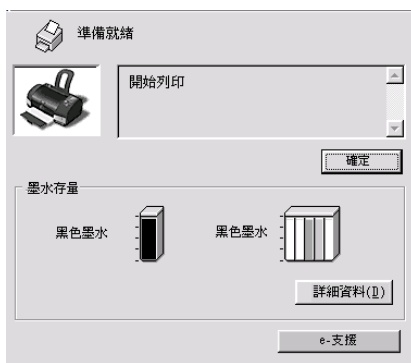 準備就緒
開始列印
確定
墨水存量
黑色墨水
黑色墨水
詳細資料(D)
e-支援